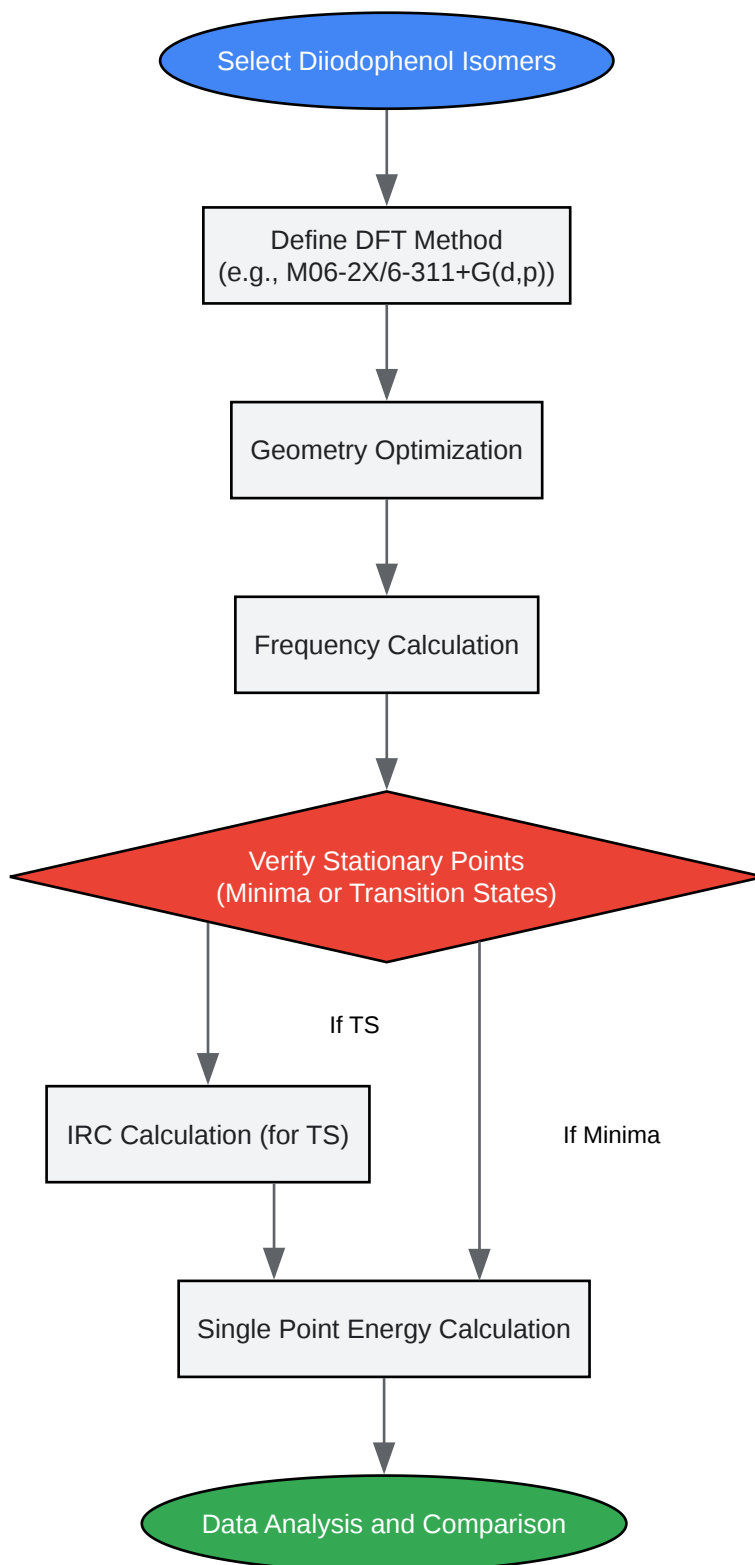 Select Diiodophenol Isomers
Define DFT Method
(e.g., M06-2X/6-311+G(d,p))
Geometry Optimization
Frequency Calculation
Verify Stationary Points
(Minima or Transition States)
If TS
IRC Calculation (for TS)
If Minima
Single Point Energy Calculation
Data Analysis and Comparison